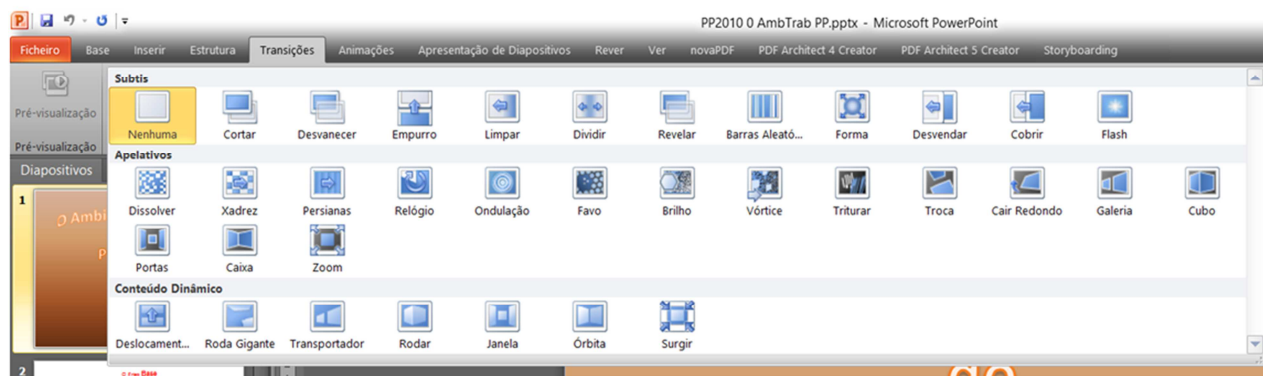 PP2010 0 AmbTrab PP.pptx - Microsoft PowerPoint
Ficheiro Base Inserir Estrutura Transições Animações Apresentação de Diapositivos Rever Ver novaPDF PDF Architect 4 Creator PDF Architect 5 Creator Storyboarding
Pré-visualização
Pré-visualização
Subtis
Nenhuma Cortar Desvanecer Empurro Limpar Dividir Revelar Barras Aleató... Forma Desvendar Cobrir Flash
Apelativos
Dissolver Xadrez Persianas Relógio Ondulação Favo Brilho Vórtice Triturar Troca Cair Redondo Galeria Cubo
Portas Caixa Zoom
Conteúdo Dinâmico
Deslocament... Roda Gigante Transportador Rodar Janela Órbita Surgir
Diapositivos
1
O Ambi
P
2